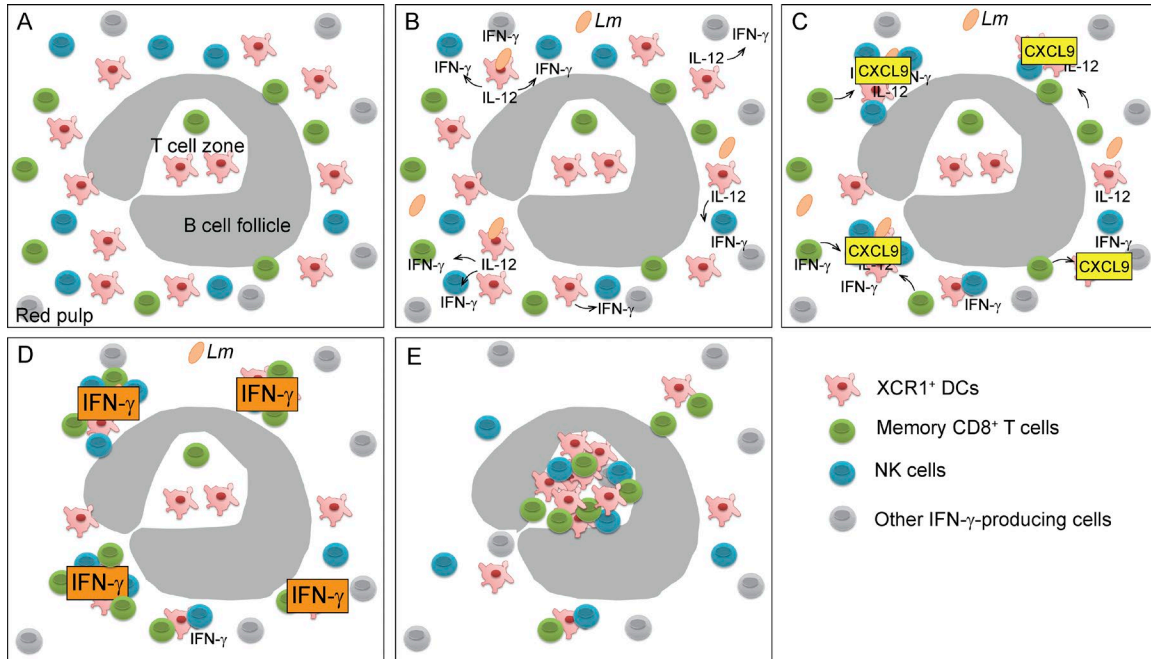 A
T cell zone
B cell follicle
Red pulp
B
Lm
IFN-γ
IFN-γ
IFN-γ
IL-12
IL-12
IFN-γ
IL-12
IFN-γ
IFN-γ
IL-12
IFN-γ
IFN-γ
C
Lm
CXCL9
IL-12
CXCL9
IL-12
IL-12
IFN-γ
CXCL9
IFN-γ
IFN-γ
CXCL9
IFN-γ
D
Lm
IFN-γ
IFN-γ
IFN-γ
IFN-γ
IFN-γ
E
XCR1⁺ DCs
Memory CD8⁺ T cells
NK cells
Other IFN-γ-producing cells